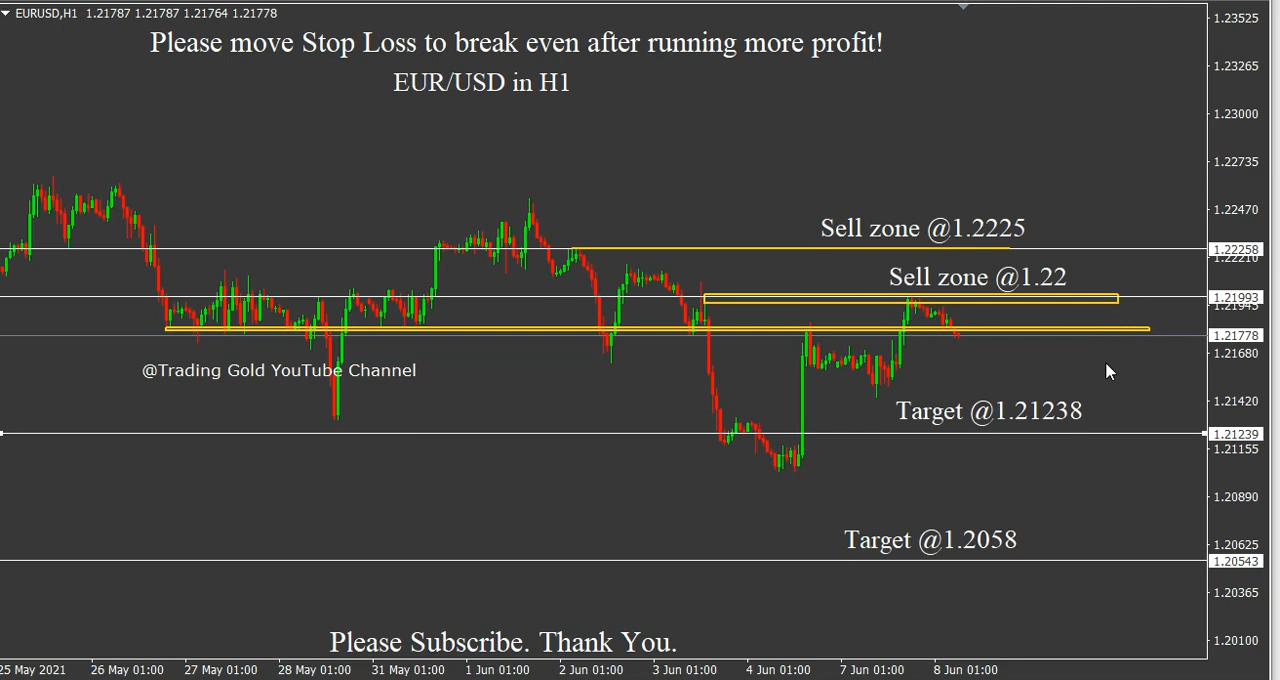 EURUSD,H1 1.21787 1.21787 1.21764 1.21778
Please move Stop Loss to break even after running more profit!
EUR/USD in H1
Sell zone @1.2225
Sell zone @1.22
@Trading Gold YouTube Channel
Target @1.21238
Target @1.2058
Please Subscribe. Thank You.
1.23525
1.23265
1.23000
1.22735
1.22470
1.22258
1.22210
1.21993
1.21945
1.21778
1.21680
1.21420
1.21239
1.21155
1.20890
1.20625
1.20543
1.20365
1.20100
25 May 2021 26 May 01:00 27 May 01:00 28 May 01:00 31 May 01:00 1 Jun 01:00 2 Jun 01:00 3 Jun 01:00 4 Jun 01:00 7 Jun 01:00 8 Jun 01:00